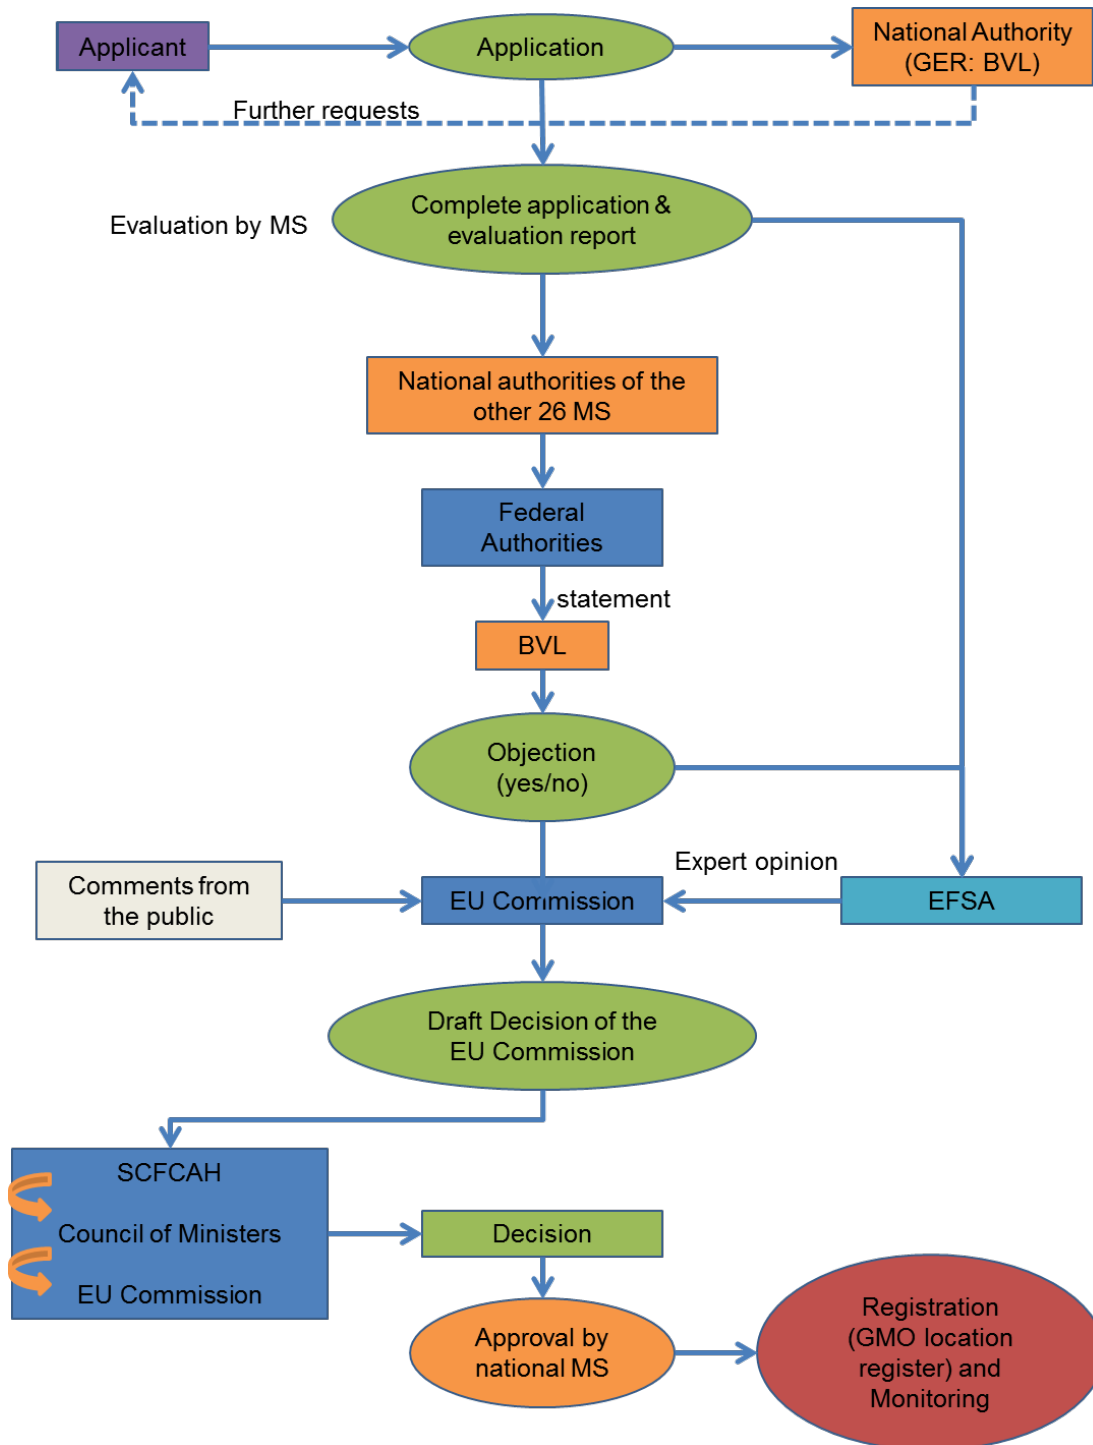 Applicant
Application
National Authority
(GER: BVL)
Further requests
Evaluation by MS
Complete application &
evaluation report
National authorities of the
other 26 MS
Federal
Authorities
statement
BVL
Objection
(yes/no)
Comments from
the public
EU Commission
Expert opinion
EFSA
Draft Decision of the
EU Commission
SCFCAH
Council of Ministers
EU Commission
Decision
Approval by
national MS
Registration
(GMO location
register) and
Monitoring